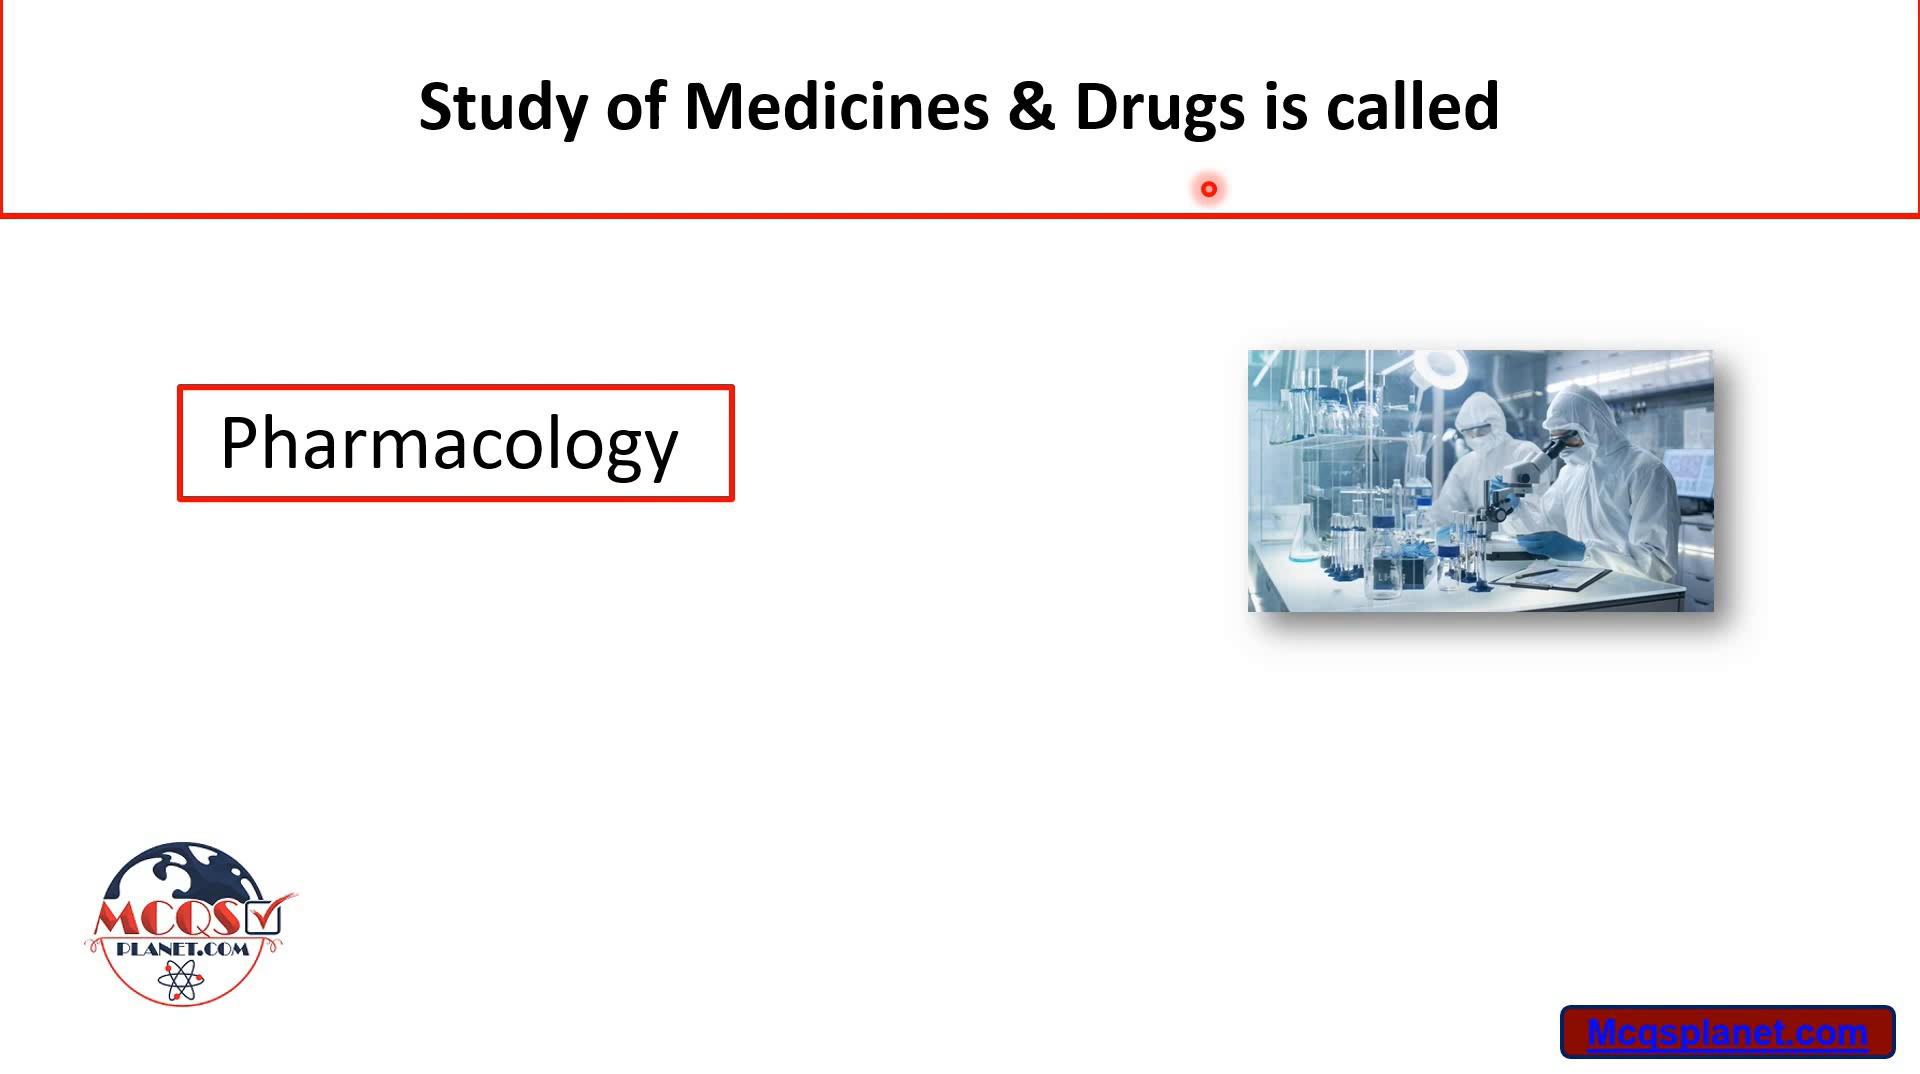 Study of Medicines & Drugs is called
Pharmacology
MCQS
PLANET.COM
Mcqsplanet.com